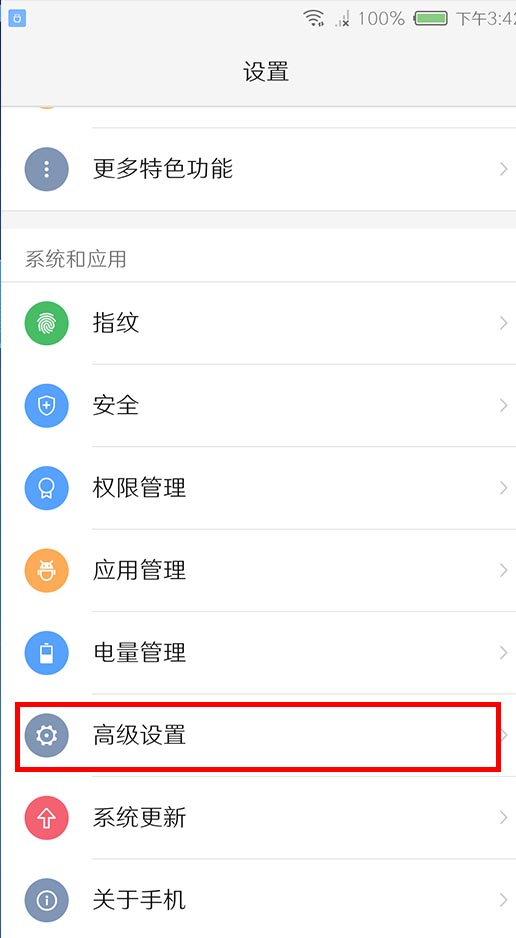 100% 下午3:42
设置
更多特色功能
系统和应用
指纹
安全
权限管理
应用管理
电量管理
高级设置
系统更新
关于手机